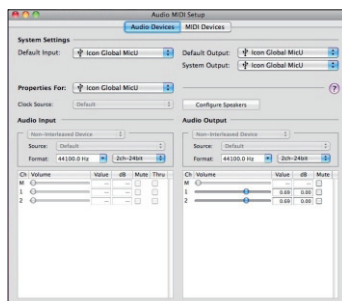 Audio MIDI Setup
Audio Devices MIDI Devices
System Settings
Default Input: Icon Global MicU Default Output: Icon Global MicU
System Output: Icon Global MicU
Properties For: Icon Global MicU ?
Clock Source: Default Configure Speakers
Audio Input Audio Output
Non-Interleaved Device Non-Interleaved Device
Source: Default Source: Default
Format: 44100.0 Hz 2ch-24bit Format: 44100.0 Hz 2ch-24bit
Ch Volume Value dB Mute Thru Ch Volume Value dB Mute
M -- -- M -- --
1 -- -- 1 0.69 0.00
2 -- -- 2 0.69 0.00